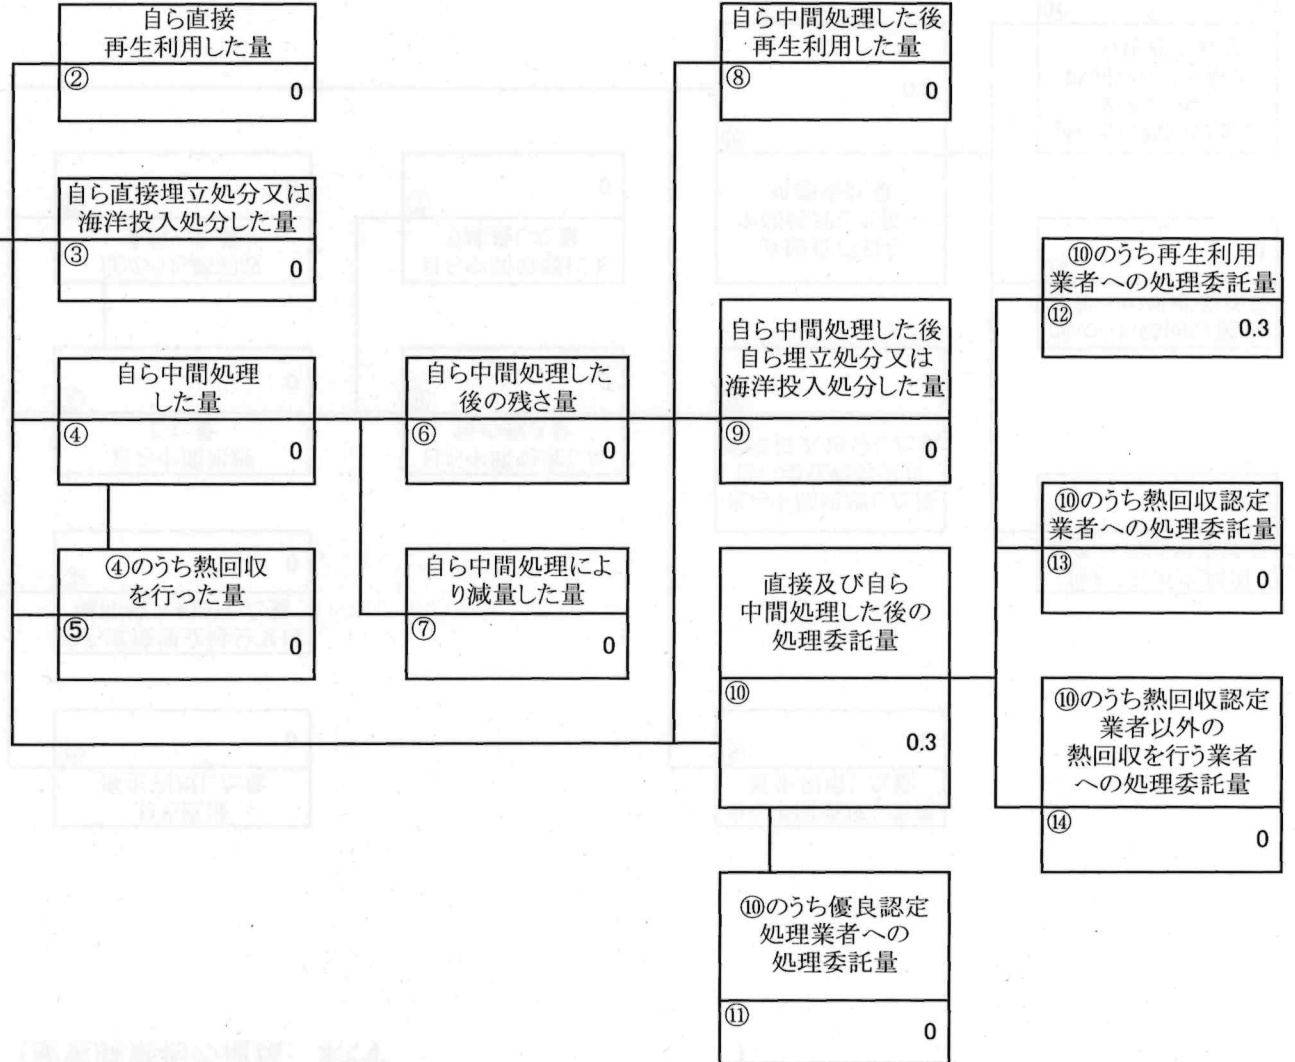 自ら直接
再生利用した量
②
0
自ら直接埋立処分又は
海洋投入処分した量
③
0
自ら中間処理
した量
④
0
④のうち熱回収
を行った量
⑤
0
自ら中間処理した
後の残さ量
⑥
0
自ら中間処理によ
り減量した量
⑦
0
自ら中間処理した後
再生利用した量
⑧
0
自ら中間処理した後
自ら埋立処分又は
海洋投入処分した量
⑨
0
直接及び自ら
中間処理した後の
処理委託量
⑩
0.3
⑩のうち優良認定
処理業者への
処理委託量
⑪
0
⑩のうち再生利用
業者への処理委託量
⑫
0.3
⑩のうち熱回収認定
業者への処理委託量
⑬
0
⑩のうち熱回収認定
業者以外の
熱回収を行う業者
への処理委託量
⑭
0